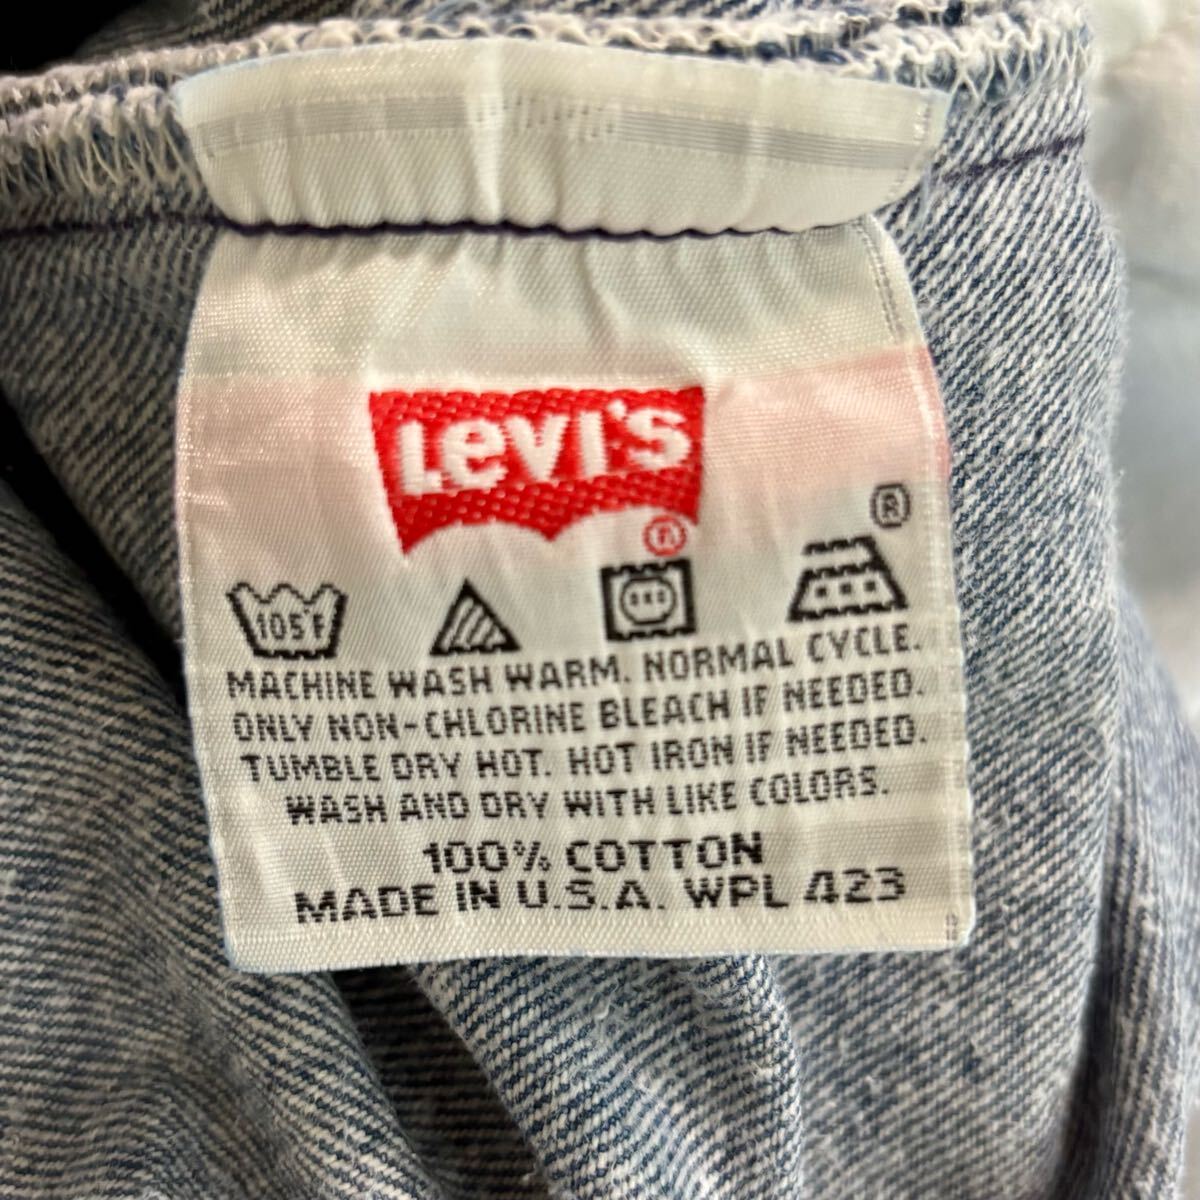 Levi's
®
®
105°F
MACHINE WASH WARM. NORMAL CYCLE.
ONLY NON-CHLORINE BLEACH IF NEEDED.
TUMBLE DRY HOT. HOT IRON IF NEEDED.
WASH AND DRY WITH LIKE COLORS.
100% COTTON
MADE IN U.S.A. WPL 423